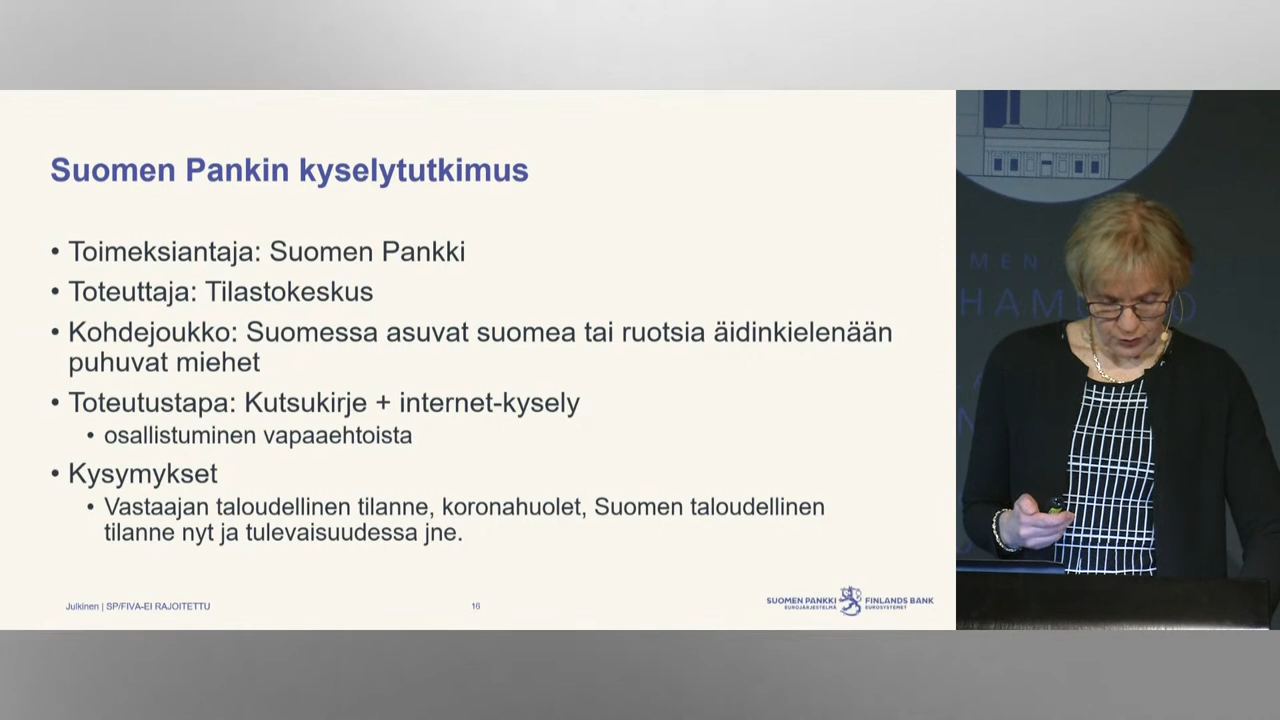 Suomen Pankin kyselytutkimus
• Toimeksiantaja: Suomen Pankki
• Toteuttaja: Tilastokeskus
• Kohdejoukko: Suomessa asuvat suomea tai ruotsia äidinkielenään
puhuvat miehet
• Toteutustapa: Kutsukirje + internet-kysely
• osallistuminen vapaaehtoista
• Kysymykset
• Vastaajan taloudellinen tilanne, koronahuolet, Suomen taloudellinen
tilanne nyt ja tulevaisuudessa jne.
Julkinen | SP/FIVA-EI RAJOITETTU
16
SUOMEN PANKKI FINLANDS BANK
EUROJÄRJESTELMÄ EUROSYSTEMET